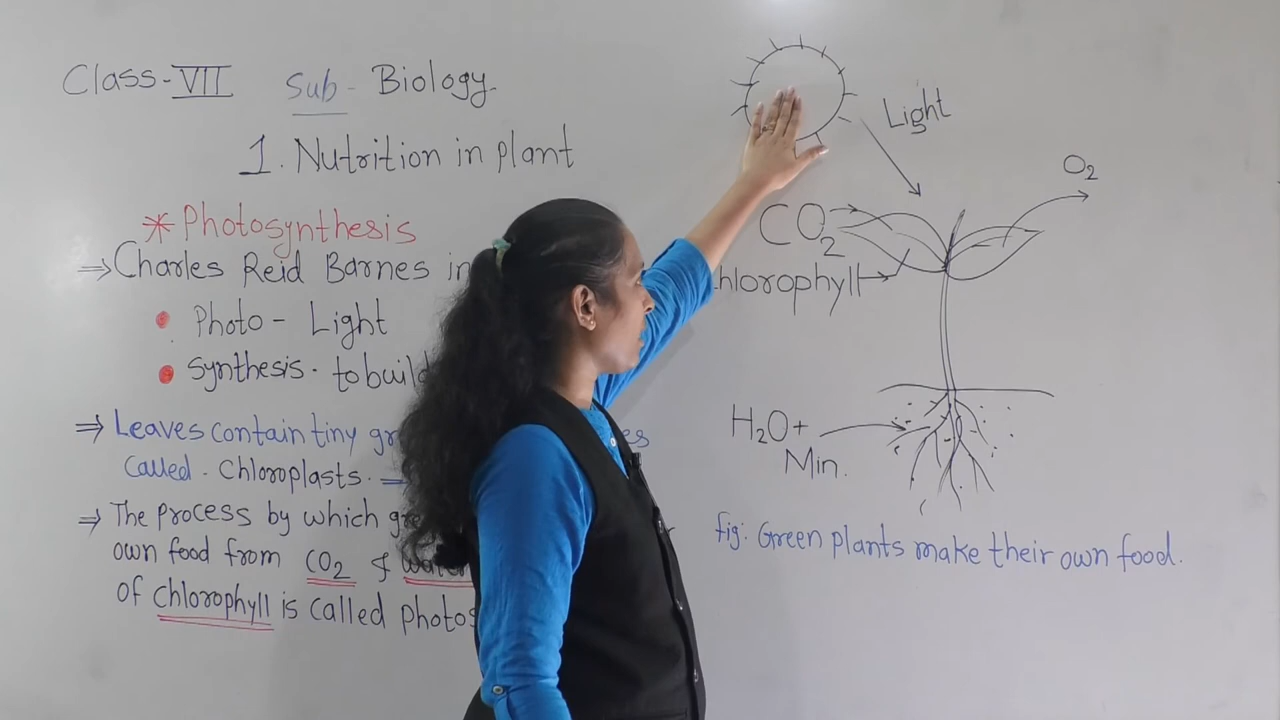 Class-VII Sub - Biology
1. Nutrition in plant
* Photosynthesis
⇒ Charles Reid Barnes in
• Photo - Light
• Synthesis - to build
⇒ Leaves contain tiny
called - Chloroplasts.
⇒ The process by which
own food from CO2 & water
of chlorophyll is called
Light
O2
CO2
H2O+
Min.
fig: Green plants make their own food.